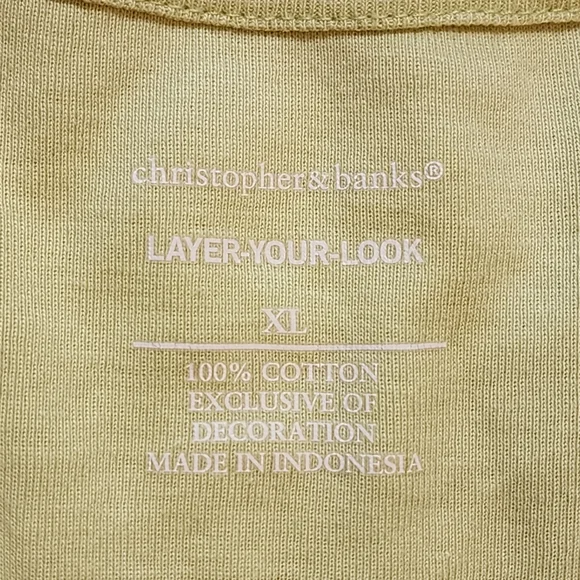 christopher&banks®
LAYER-YOUR-LOOK
XL
100% COTTON
EXCLUSIVE OF
DECORATION
MADE IN INDONESIA